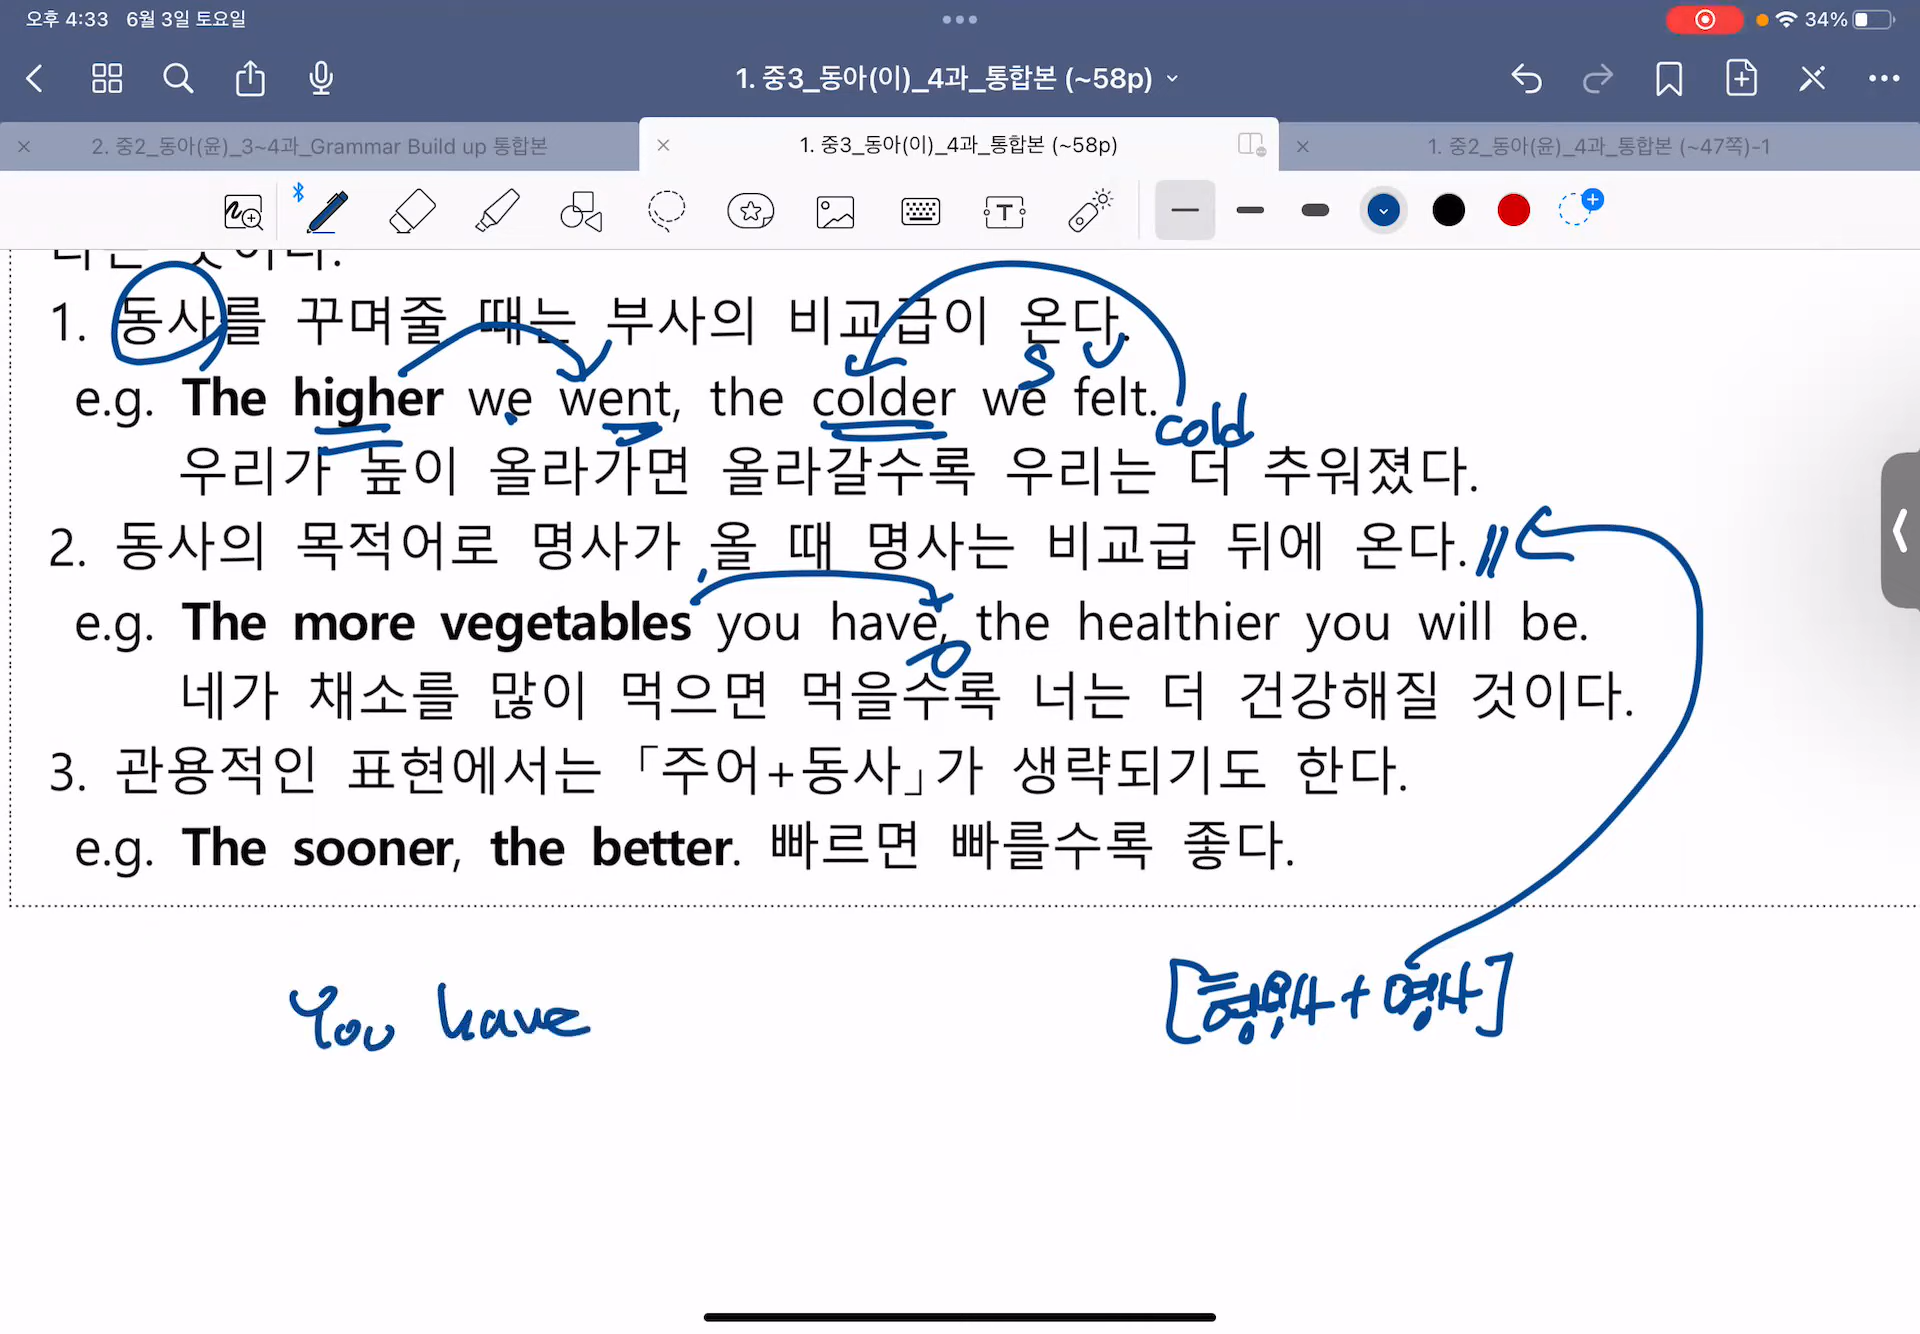 오후 4:33 6월 3일 토요일 34%
1. 중3_동아(이)_4과_통합본 (~58p)
2. 중2_동아(윤)_3~4과_Grammar Build up 통합본
1. 중3_동아(이)_4과_통합본 (~58p)
1. 중2_동아(윤)_4과_통합본 (~47쪽)-1
1. 동사를 꾸며줄 때는 부사의 비교급이 온다.
S
e.g. The higher we went, the colder we felt.
cold
우리가 높이 올라가면 올라갈수록 우리는 더 추워졌다.
2. 동사의 목적어로 명사가 올 때 명사는 비교급 뒤에 온다.
e.g. The more vegetables you have, the healthier you will be.
네가 채소를 많이 먹으면 먹을수록 너는 더 건강해질 것이다.
3. 관용적인 표현에서는 「주어+동사」가 생략되기도 한다.
e.g. The sooner, the better. 빠르면 빠를수록 좋다.
You have
[형용사 + 명사]